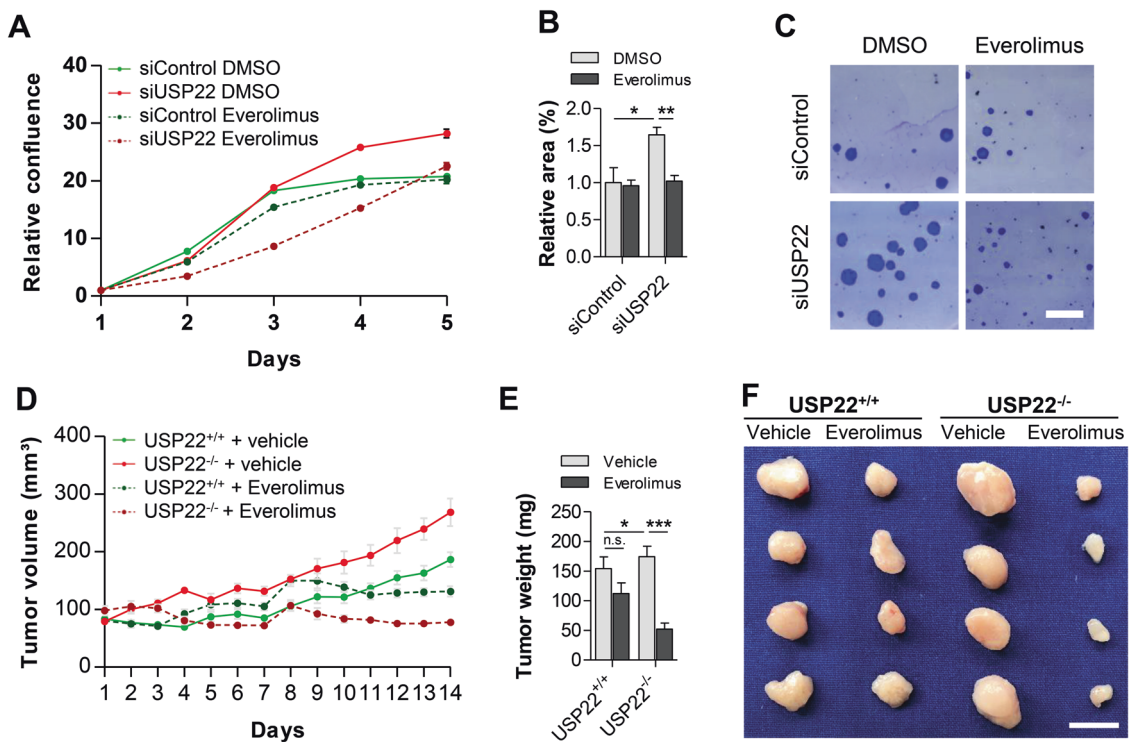 A
siControl DMSO
siUSP22 DMSO
siControl Everolimus
siUSP22 Everolimus
Relative confluence
40
30
20
10
0
1 2 3 4 5
Days
B
DMSO
Everolimus
Relative area (%)
* **
2.0
1.5
1.0
0.5
0.0
siControl
siUSP22
C
DMSO Everolimus
siControl
siUSP22
D
USP22+/+ + vehicle
USP22-/- + vehicle
USP22+/+ + Everolimus
USP22-/- + Everolimus
Tumor volume (mm³)
400
300
200
100
0
1 2 3 4 5 6 7 8 9 10 11 12 13 14
Days
E
Vehicle
Everolimus
Tumor weight (mg)
* ***
n.s.
250
200
150
100
50
0
USP22+/+
USP22-/-
F
USP22+/+ USP22-/-
Vehicle Everolimus Vehicle Everolimus